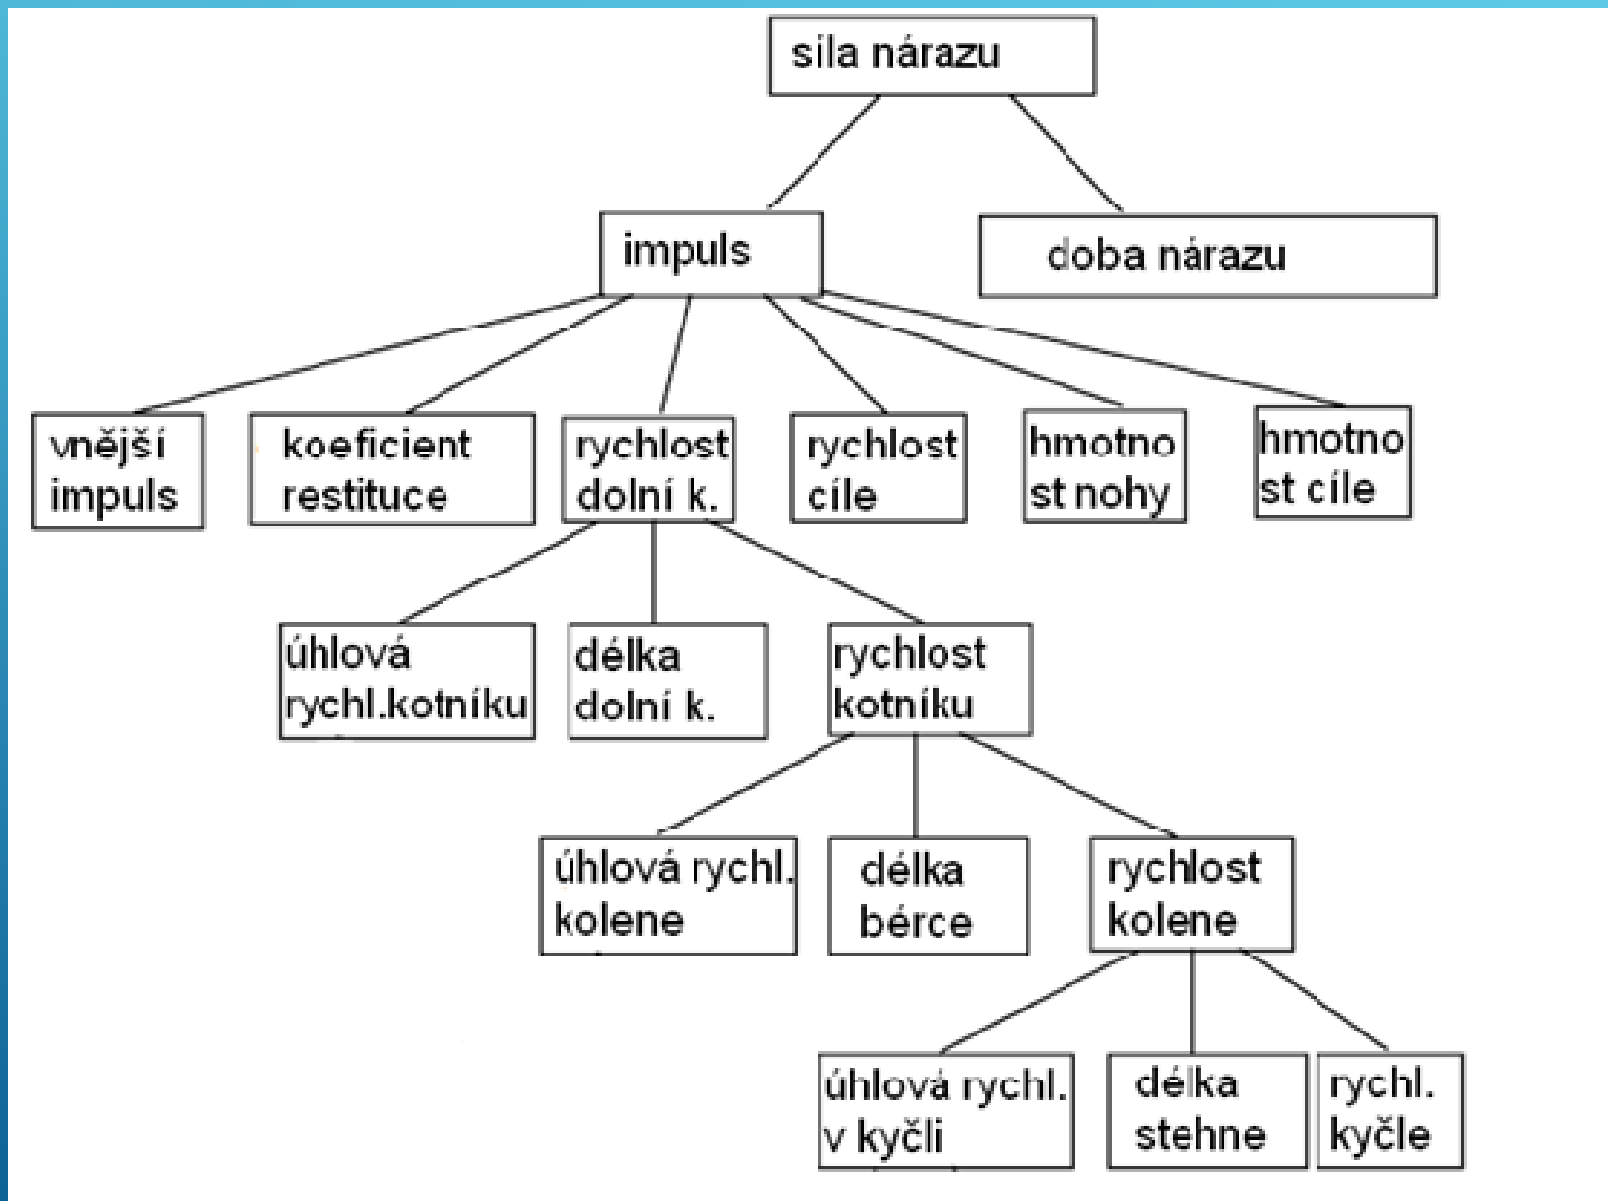 síla nárazu
impuls
doba nárazu
vnější
impuls
koeficient
restituce
rychlost
dolní k.
rychlost
cíle
hmotno
st nohy
hmotno
st cíle
úhlová
rychl.kotníku
délka
dolní k.
rychlost
kotníku
úhlová rychl.
kolene
délka
bérce
rychlost
kolene
úhlová rychl.
v kyčli
délka
stehne
rychl.
kyčle